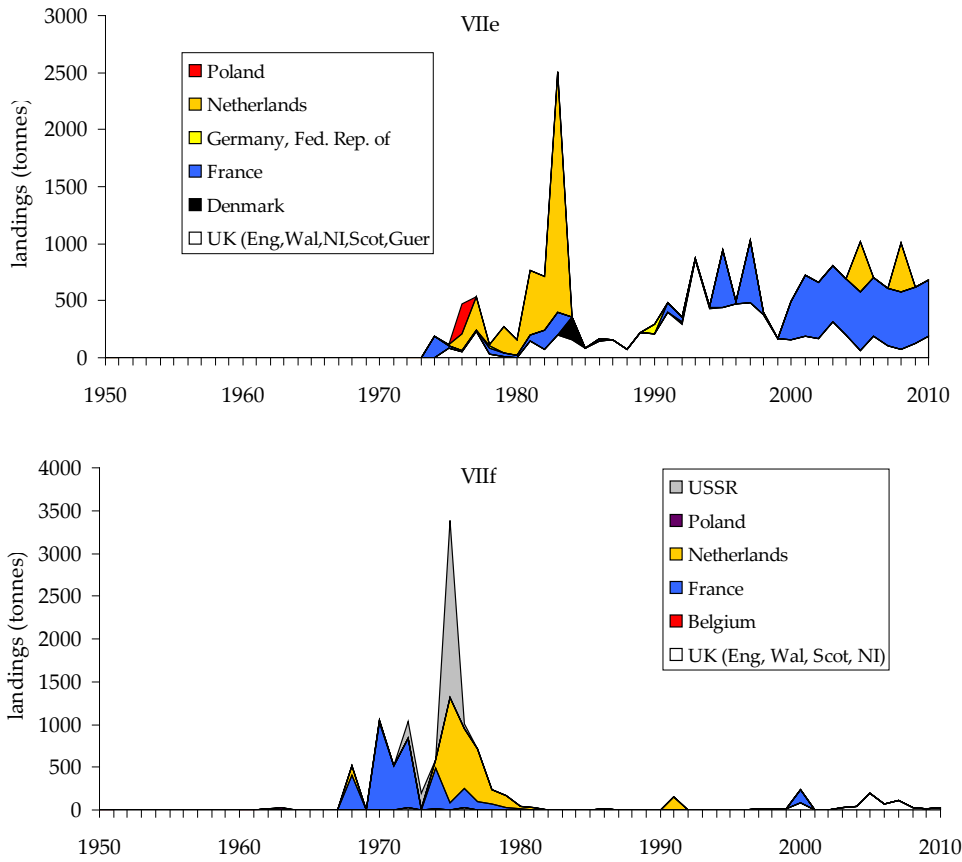 VIIe
3000
2500
2000
1500
1000
500
0
landings (tonnes)
Poland
Netherlands
Germany, Fed. Rep. of
France
Denmark
UK (Eng,Wal,NI,Scot,Guer
1950 1960 1970 1980 1990 2000 2010
VIIf
4000
3500
3000
2500
2000
1500
1000
500
0
landings (tonnes)
USSR
Poland
Netherlands
France
Belgium
UK (Eng, Wal, Scot, NI)
1950 1960 1970 1980 1990 2000 2010